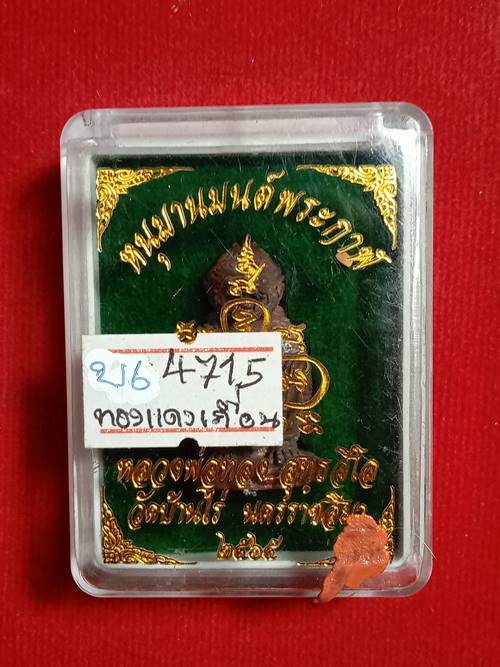 หนุมานมนต์พระกาฬ
บ6 4715
ทองแดงเถื่อน
หลวงพ่อทอง สุทธสีโล
วัดบ้านไร่ นครราชสีมา
๒๕๖๕